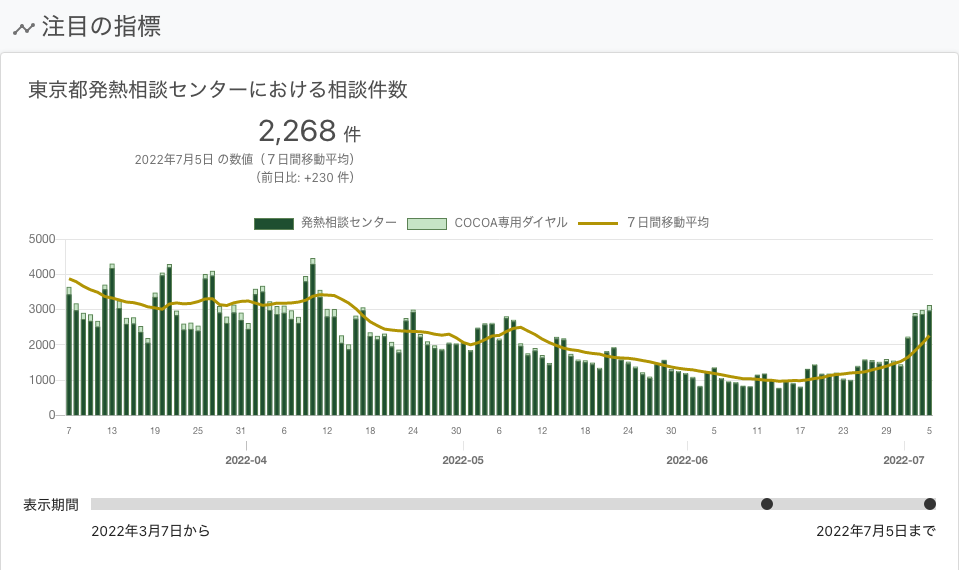 注目の指標
東京都発熱相談センターにおける相談件数
2,268 件
2022年7月5日 の数値（７日間移動平均）
（前日比: +230 件）
発熱相談センター COCOA専用ダイヤル ７日間移動平均
5000
4000
3000
2000
1000
0
7 13 19 25 31 6 12 18 24 30 6 12 18 24 30 5 11 17 23 29 5
2022-04 2022-05 2022-06 2022-07
表示期間
2022年3月7日から 2022年7月5日まで